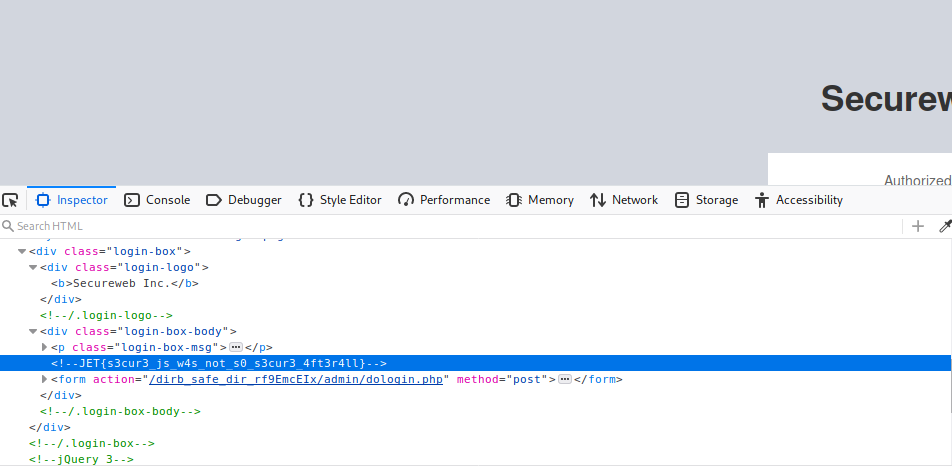 Securew
Authorized
Inspector Console Debugger Style Editor Performance Memory Network Storage Accessibility
Search HTML
<div class="login-box">
<div class="login-logo">
<b>Secureweb Inc.</b>
</div>
<!--/.login-logo-->
<div class="login-box-body">
<p class="login-box-msg"></p>
<!--JET{s3cur3_js_w4s_not_s0_s3cur3_4ft3r4ll}-->
<form action="/dirb_safe_dir_rf9EmcEIx/admin/dologin.php" method="post"></form>
</div>
<!--/.login-box-body-->
</div>
<!--/.login-box-->
<!--jQuery 3-->